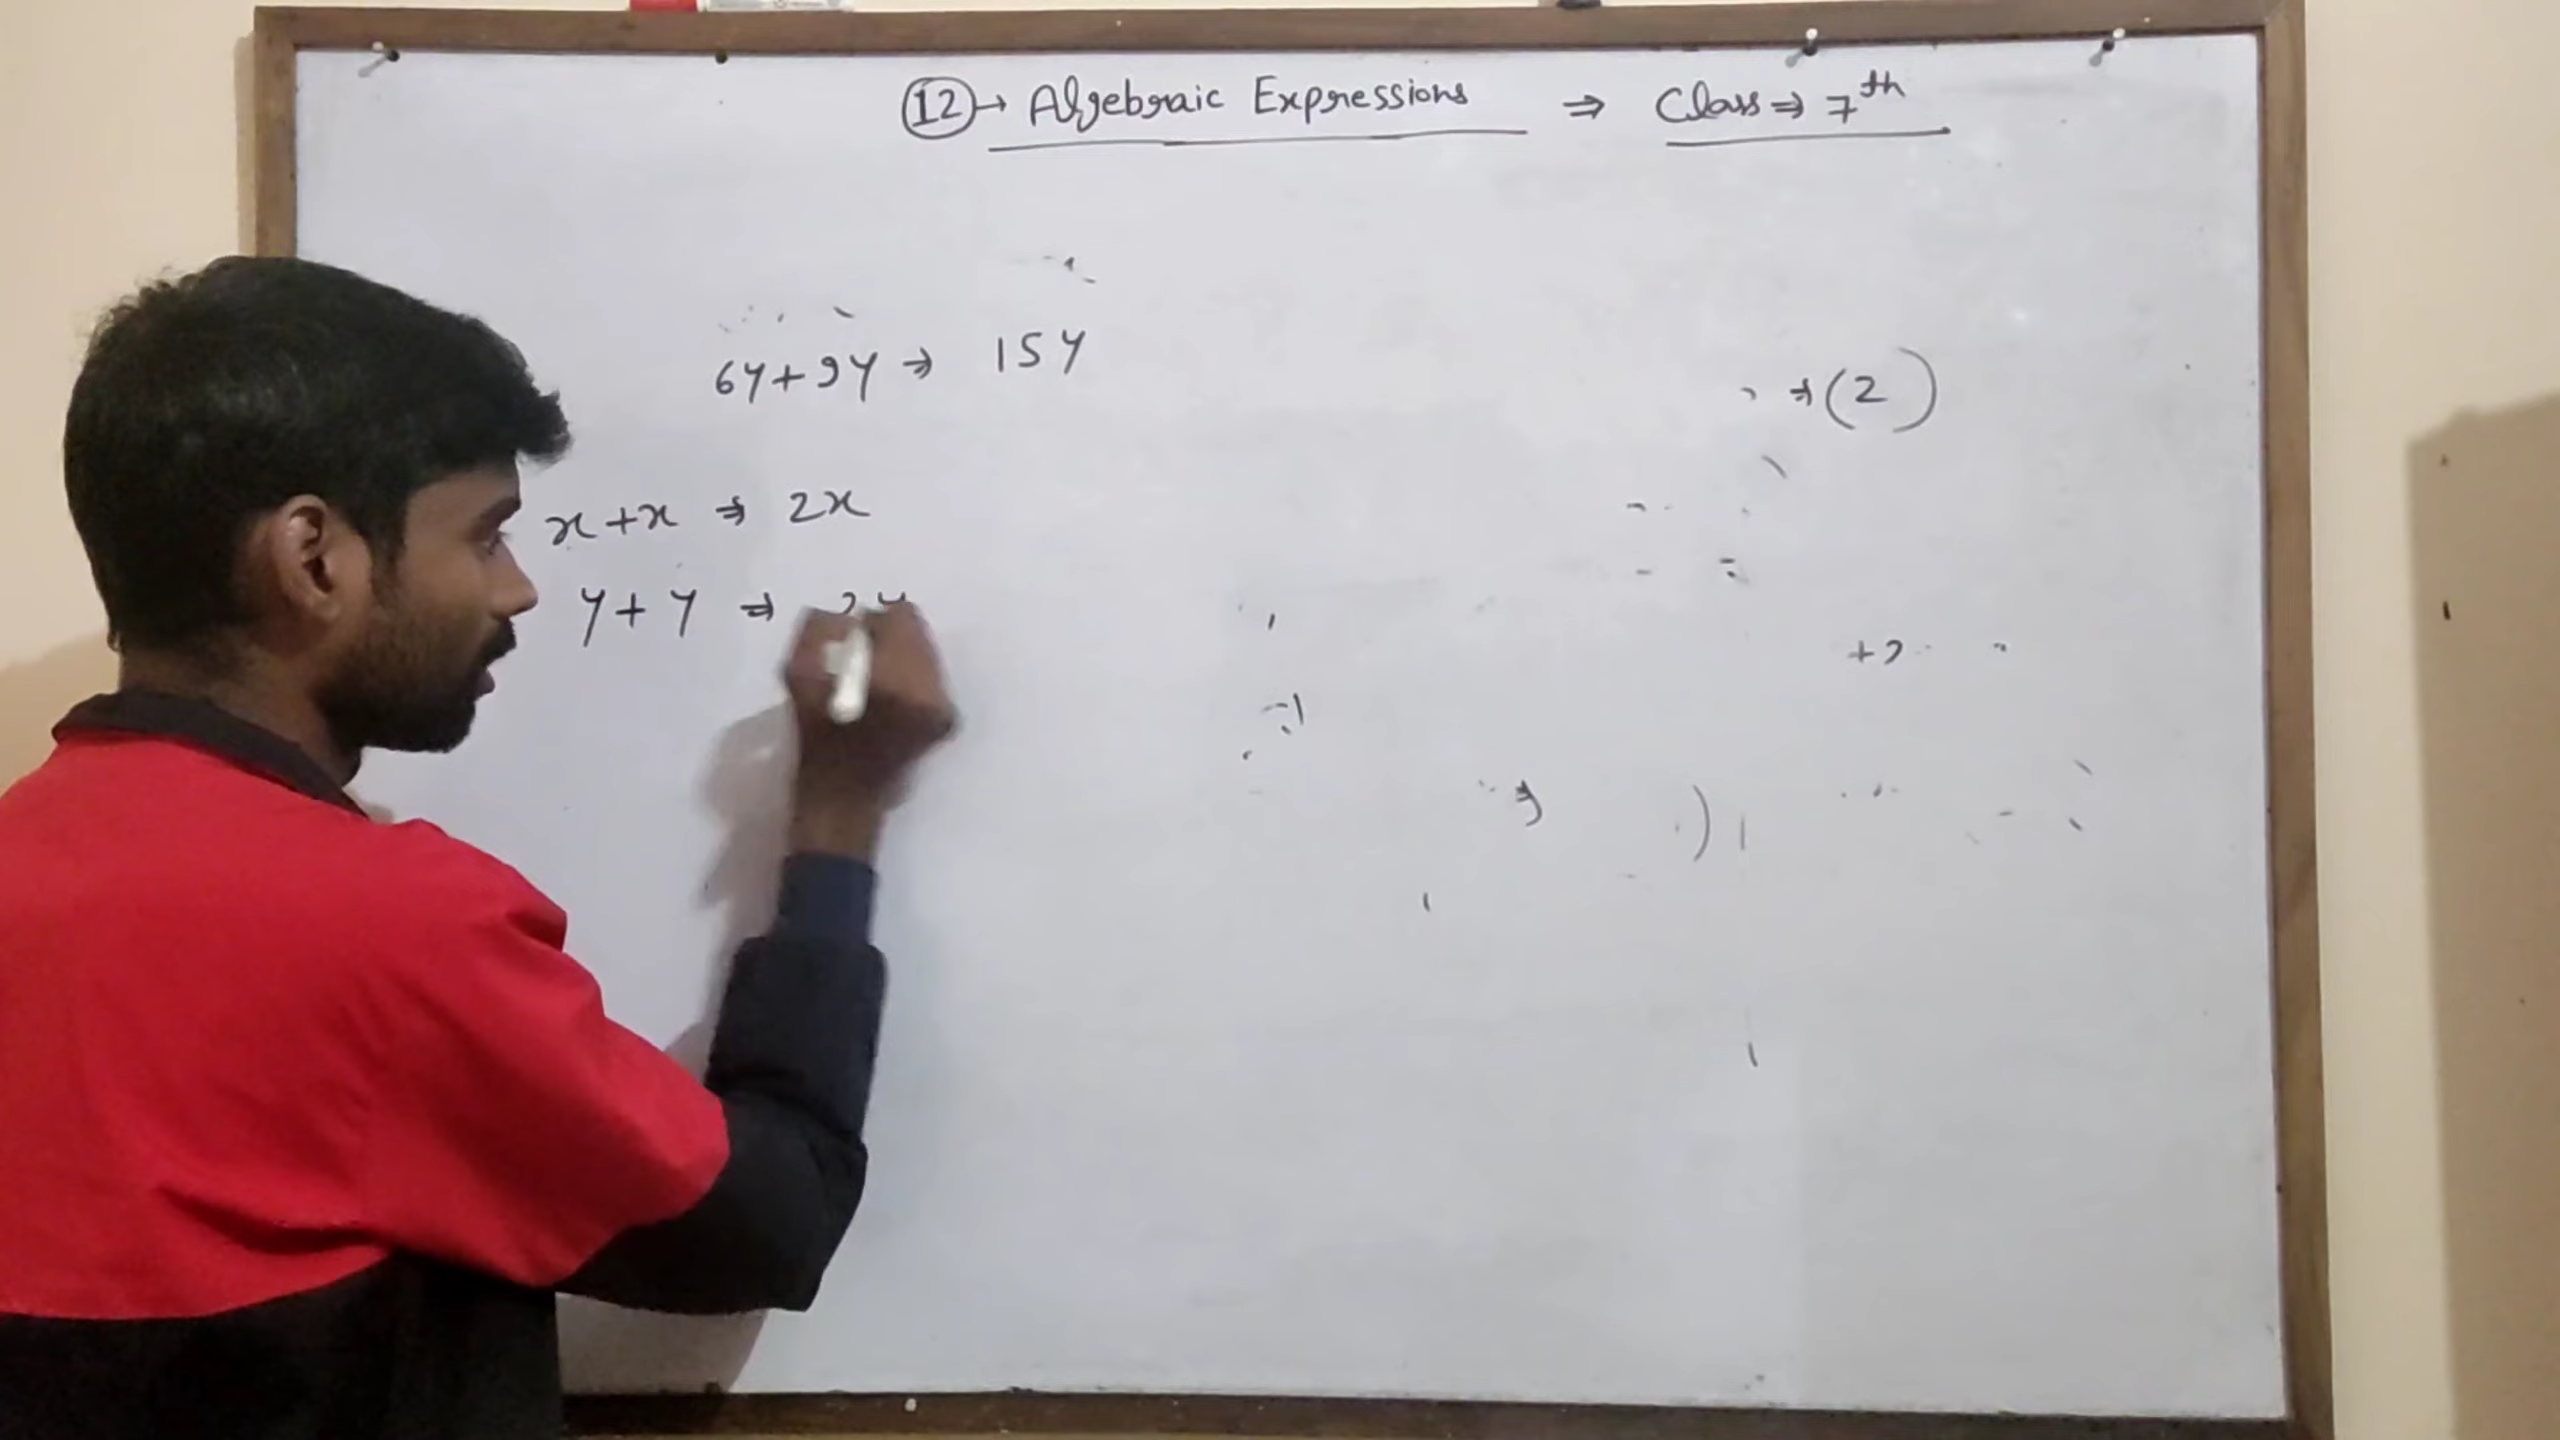 ⑫→ Algebraic Expressions ⇒ Class ⇒ 7th
6y+9y ⇒ 15y
⇒(2)
x+x ⇒ 2x
y+y ⇒ 2y
+2